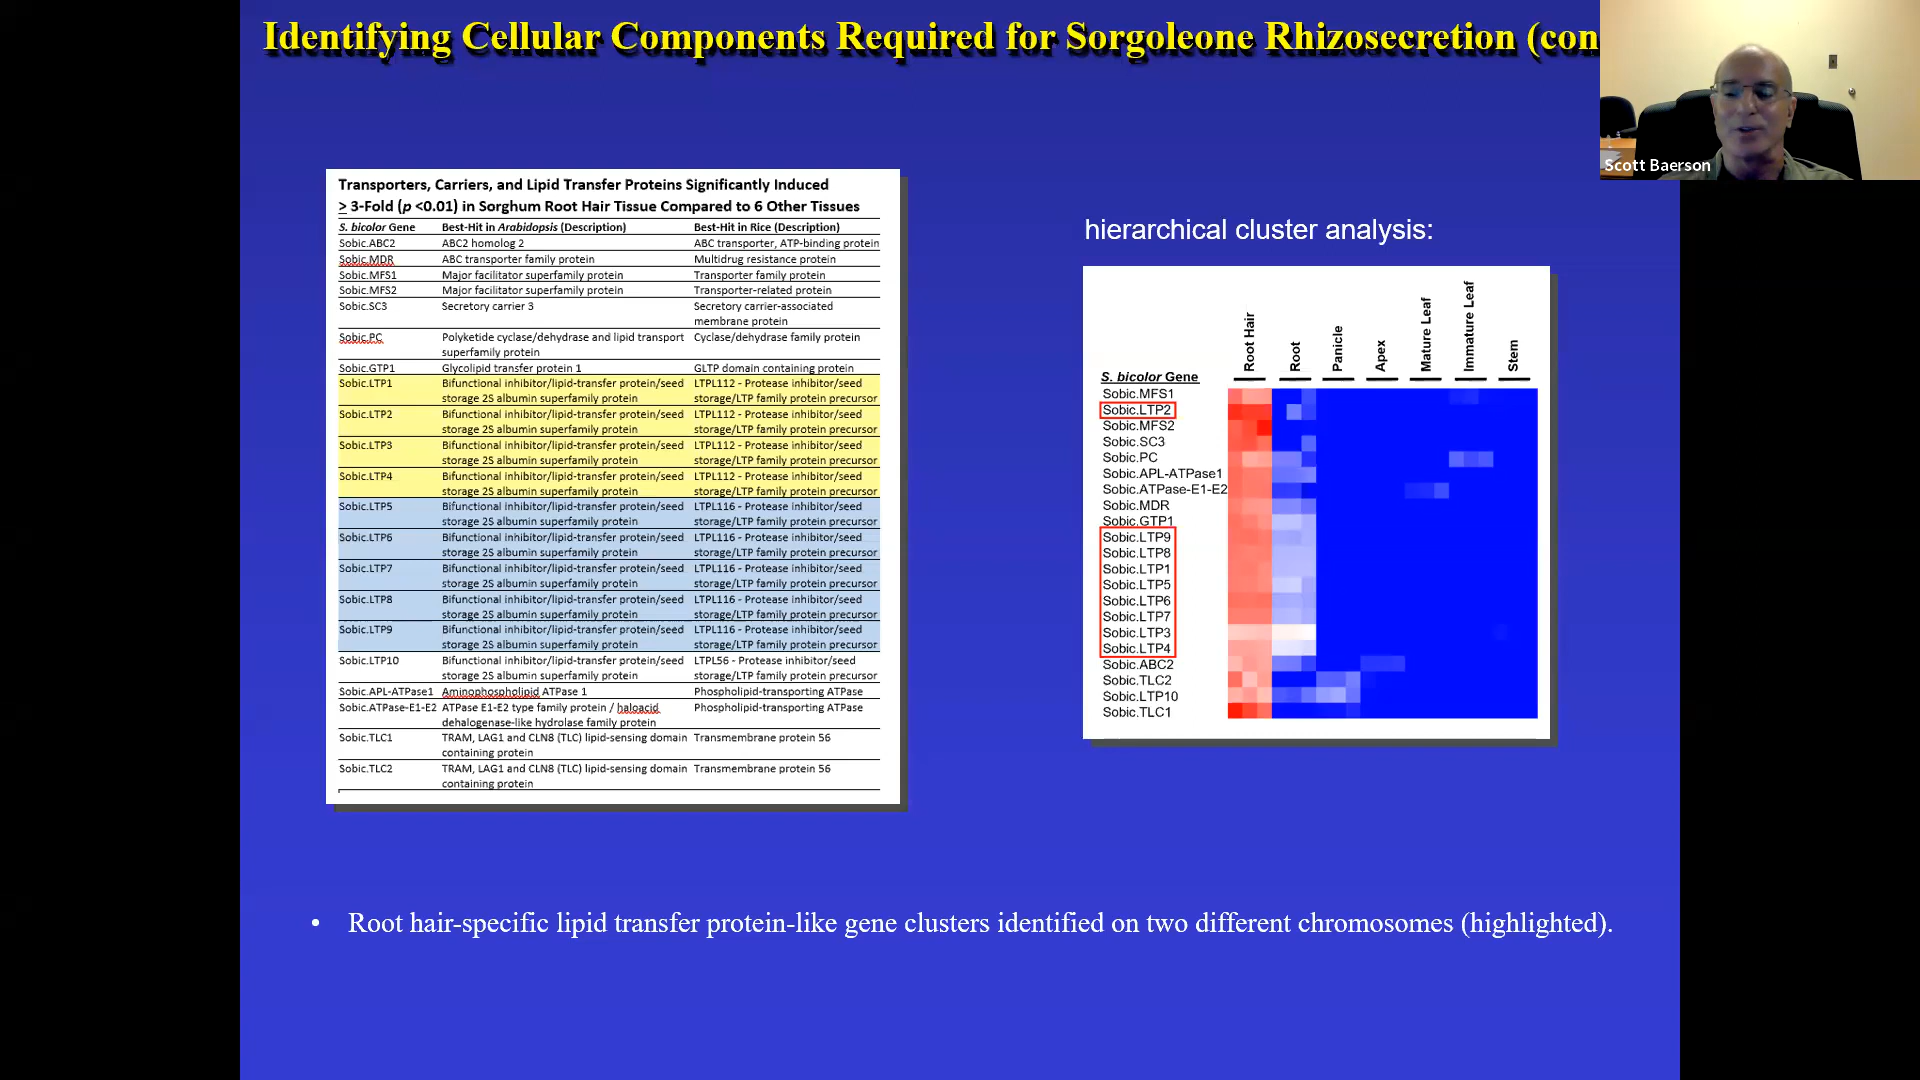 Identifying Cellular Components Required for Sorgoleone Rhizosecretion (con
Scott Baerson
Transporters, Carriers, and Lipid Transfer Proteins Significantly Induced
> 3-Fold (p <0.01) in Sorghum Root Hair Tissue Compared to 6 Other Tissues
S. bicolor Gene Best-Hit in Arabidopsis (Description) Best-Hit in Rice (Description)
Sobic.ABC2 ABC2 homolog 2 ABC transporter, ATP-binding protein
Sobic.MDR ABC transporter family protein Multidrug resistance protein
Sobic.MFS1 Major facilitator superfamily protein Transporter family protein
Sobic.MFS2 Major facilitator superfamily protein Transporter-related protein
Sobic.SC3 Secretory carrier 3 Secretory carrier-associated
membrane protein
Sobic.PC Polyketide cyclase/dehydrase and lipid transport Cyclase/dehydrase family protein
superfamily protein
Sobic.GTP1 Glycolipid transfer protein 1 GLTP domain containing protein
Sobic.LTP1 Bifunctional inhibitor/lipid-transfer protein/seed LTPL112 - Protease inhibitor/seed
storage 2S albumin superfamily protein storage/LTP family protein precursor
Sobic.LTP2 Bifunctional inhibitor/lipid-transfer protein/seed LTPL112 - Protease inhibitor/seed
storage 2S albumin superfamily protein storage/LTP family protein precursor
Sobic.LTP3 Bifunctional inhibitor/lipid-transfer protein/seed LTPL112 - Protease inhibitor/seed
storage 2S albumin superfamily protein storage/LTP family protein precursor
Sobic.LTP4 Bifunctional inhibitor/lipid-transfer protein/seed LTPL112 - Protease inhibitor/seed
storage 2S albumin superfamily protein storage/LTP family protein precursor
Sobic.LTP5 Bifunctional inhibitor/lipid-transfer protein/seed LTPL116 - Protease inhibitor/seed
storage 2S albumin superfamily protein storage/LTP family protein precursor
Sobic.LTP6 Bifunctional inhibitor/lipid-transfer protein/seed LTPL116 - Protease inhibitor/seed
storage 2S albumin superfamily protein storage/LTP family protein precursor
Sobic.LTP7 Bifunctional inhibitor/lipid-transfer protein/seed LTPL116 - Protease inhibitor/seed
storage 2S albumin superfamily protein storage/LTP family protein precursor
Sobic.LTP8 Bifunctional inhibitor/lipid-transfer protein/seed LTPL116 - Protease inhibitor/seed
storage 2S albumin superfamily protein storage/LTP family protein precursor
Sobic.LTP9 Bifunctional inhibitor/lipid-transfer protein/seed LTPL116 - Protease inhibitor/seed
storage 2S albumin superfamily protein storage/LTP family protein precursor
Sobic.LTP10 Bifunctional inhibitor/lipid-transfer protein/seed LTPL56 - Protease inhibitor/seed
storage 2S albumin superfamily protein storage/LTP family protein precursor
Sobic.APL-ATPase1 Aminophospholipid ATPase 1 Phospholipid-transporting ATPase
Sobic.ATPase-E1-E2 ATPase E1-E2 type family protein / haloacid Phospholipid-transporting ATPase
dehalogenase-like hydrolase family protein
Sobic.TLC1 TRAM, LAG1 and CLN8 (TLC) lipid-sensing domain Transmembrane protein 56
containing protein
Sobic.TLC2 TRAM, LAG1 and CLN8 (TLC) lipid-sensing domain Transmembrane protein 56
containing protein
hierarchical cluster analysis:
Root Hair
Root
Panicle
Apex
Mature Leaf
Immature Leaf
Stem
S. bicolor Gene
Sobic.MFS1
Sobic.LTP2
Sobic.MFS2
Sobic.SC3
Sobic.PC
Sobic.APL-ATPase1
Sobic.ATPase-E1-E2
Sobic.MDR
Sobic.GTP1
Sobic.LTP9
Sobic.LTP8
Sobic.LTP1
Sobic.LTP5
Sobic.LTP6
Sobic.LTP7
Sobic.LTP3
Sobic.LTP4
Sobic.ABC2
Sobic.TLC2
Sobic.LTP10
Sobic.TLC1
• Root hair-specific lipid transfer protein-like gene clusters identified on two different chromosomes (highlighted).